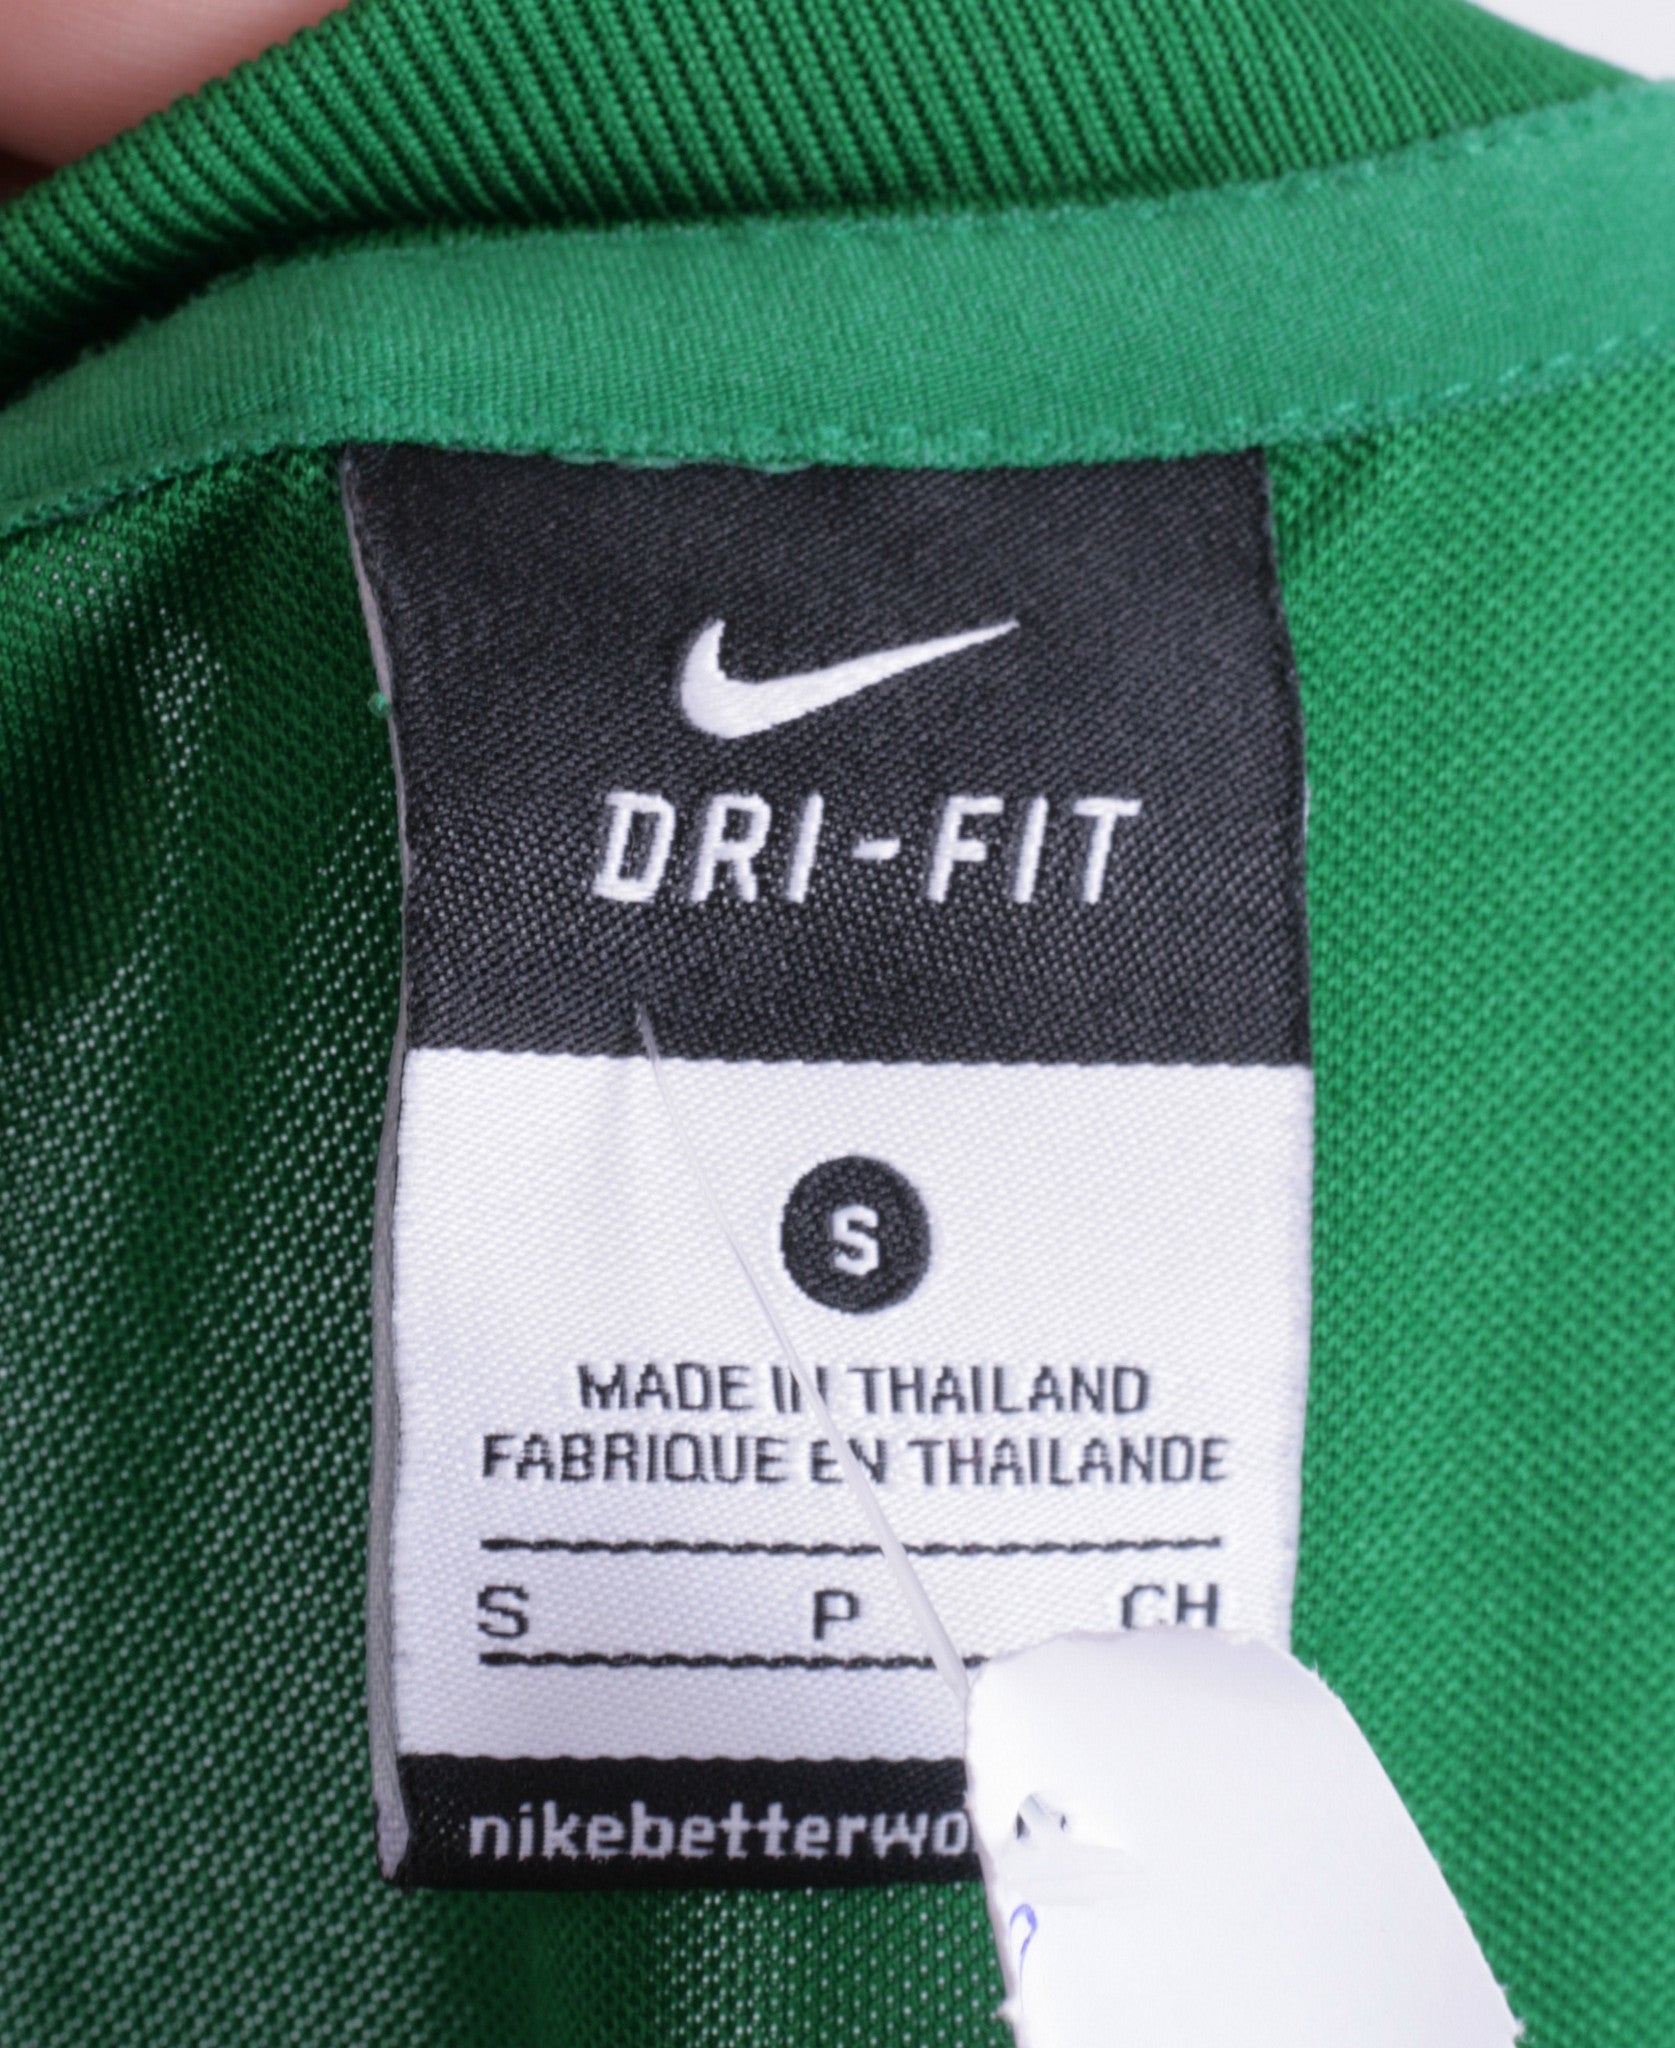 DRI-FIT
S
MADE IN THAILAND
FABRIQUE EN THAILANDE
S P CH
nikebetterwo